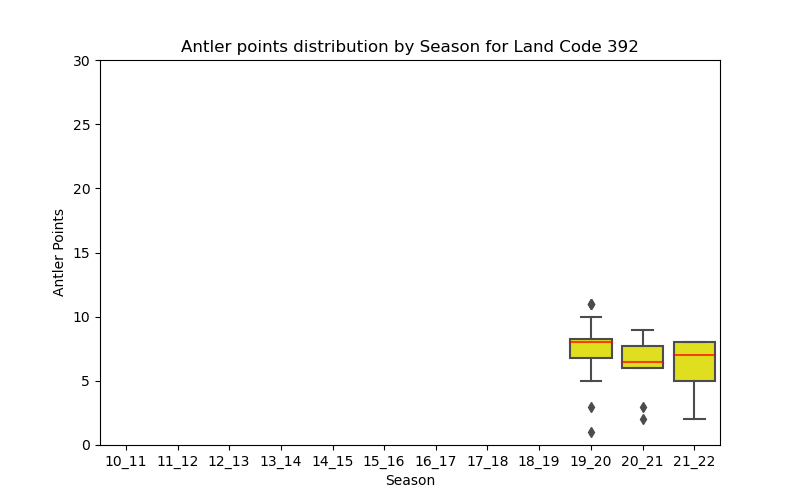 Antler points distribution by Season for Land Code 392
30
25
20
15
10
5
0
Antler Points
10_11 11_12 12_13 13_14 14_15 15_16 16_17 17_18 18_19 19_20 20_21 21_22
Season